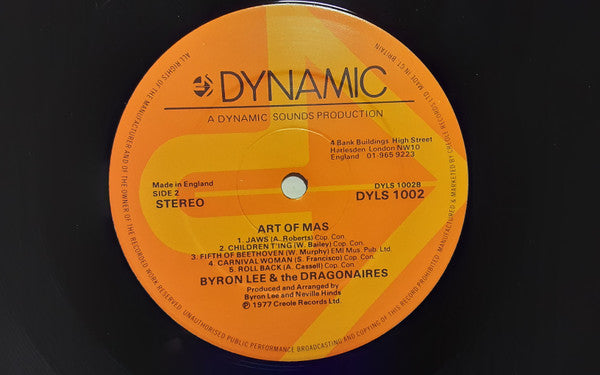 DYNAMIC
A DYNAMIC SOUNDS PRODUCTION
4 Bank Buildings High Street
Harlesden London NW10
England 01-965 9223
Made in England
SIDE 2
STEREO
DYLS 1002B
DYLS 1002
ART OF MAS
1. JAWS (A. Roberts) Cop. Con.
2. CHILDREN T'ING (W. Bailey) Cop. Con.
3. FIFTH OF BEETHOVEN (W. Murphy) EMI Mus. Pub. Ltd.
4. CARNIVAL WOMAN (S. Francisco) Cop. Con.
5. ROLL BACK (A. Cassell) Cop. Con.
BYRON LEE & the DRAGONAIRES
Produced and Arranged by
Byron Lee and Neville Hinds
℗ 1977 Creole Records Ltd.
ALL RIGHTS OF THE MANUFACTURER AND OF THE OWNER OF THE RECORDED WORK RESERVED. UNAUTHORISED PUBLIC PERFORMANCE BROADCASTING AND COPYING OF THIS RECORD PROHIBITED. MANUFACTURED & MARKETED BY CREOLE RECORDS LTD. MADE IN GT. BRITAIN